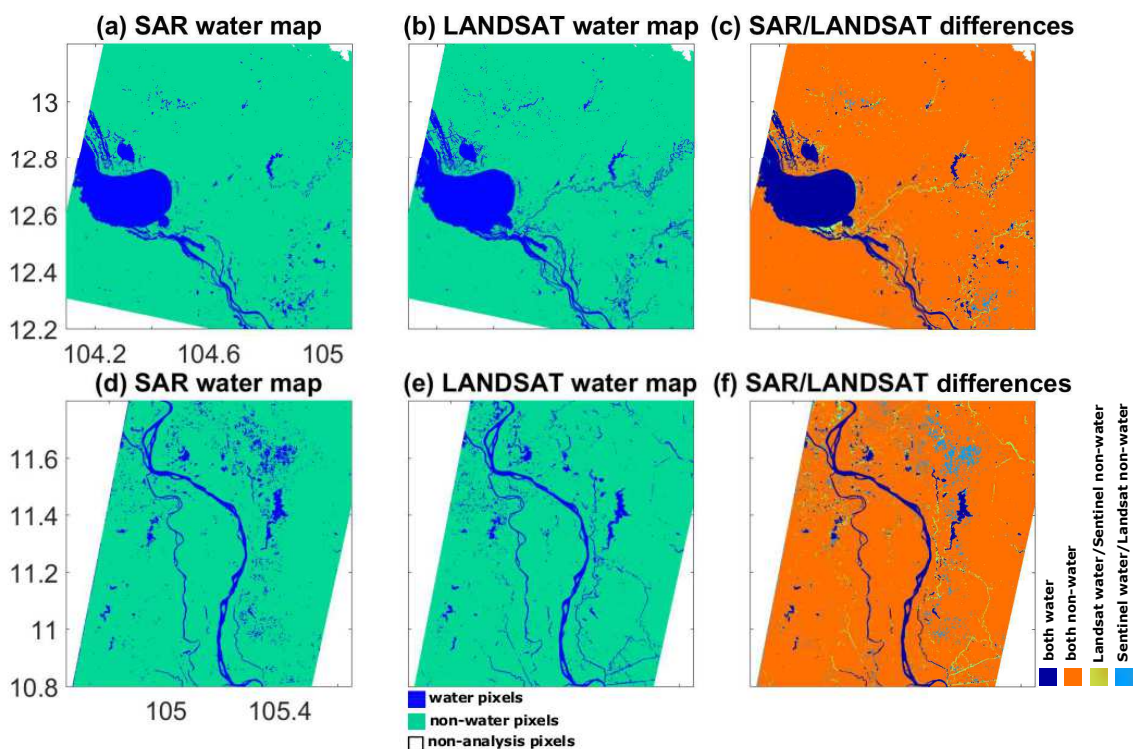 (a) SAR water map
(b) LANDSAT water map
(c) SAR/LANDSAT differences
13
12.8
12.6
12.4
12.2
104.2
104.6
105
(d) SAR water map
(e) LANDSAT water map
(f) SAR/LANDSAT differences
11.6
11.4
11.2
11
10.8
105
105.4
water pixels
non-water pixels
non-analysis pixels
both water
both non-water
Landsat water/Sentinel non-water
Sentinel water/Landsat non-water